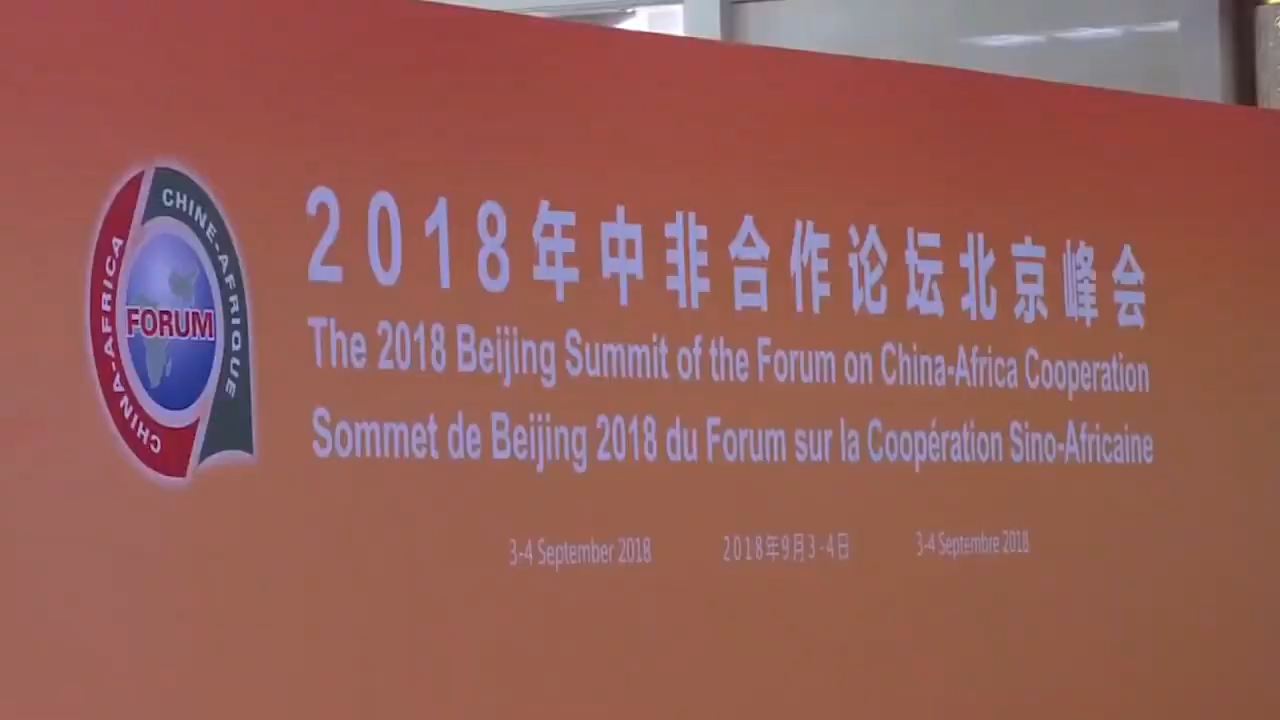 CHINE-AFRIQUE
CHINA-AFRICA
FORUM
2018年中非合作论坛北京峰会
The 2018 Beijing Summit of the Forum on China-Africa Cooperation
Sommet de Beijing 2018 du Forum sur la Coopération Sino-Africaine
3-4 September 2018 2018年9月3-4日 3-4 Septembre 2018